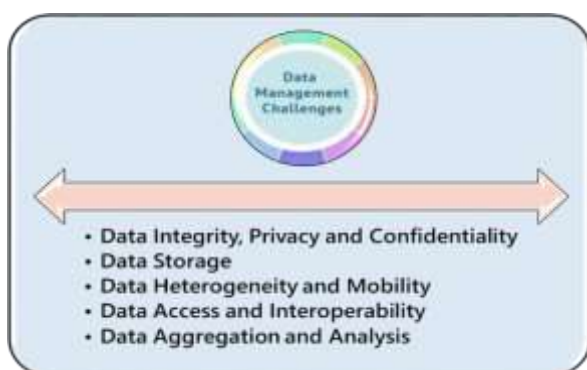 Data
Management
Challenges
• Data Integrity, Privacy and Confidentiality
• Data Storage
• Data Heterogeneity and Mobility
• Data Access and Interoperability
• Data Aggregation and Analysis